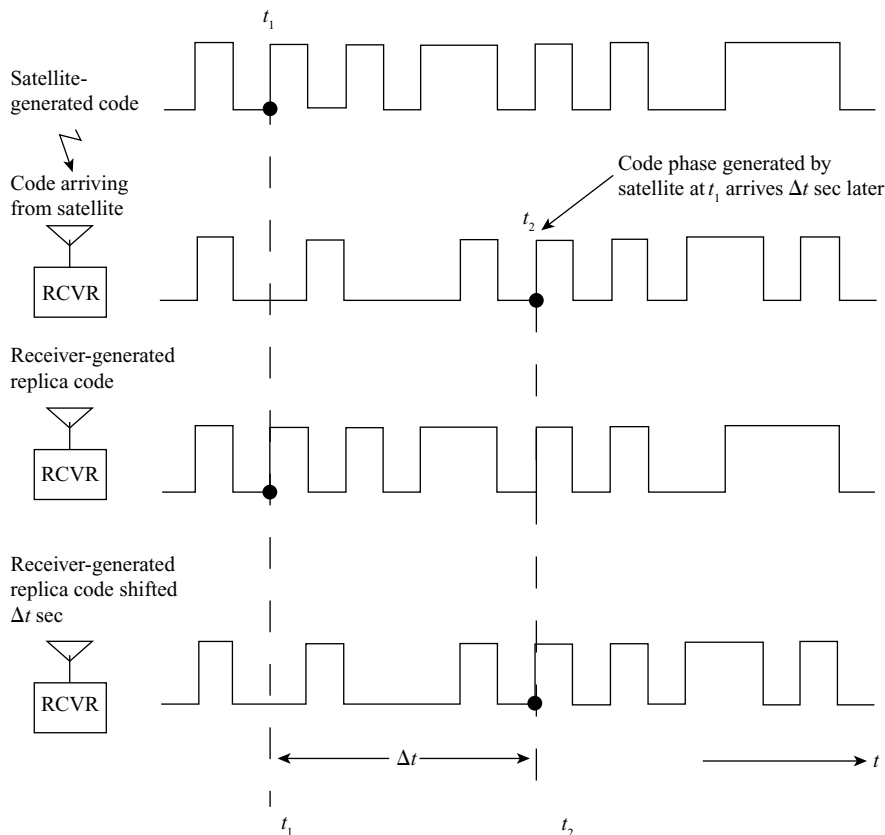 t₁
Satellite-
generated code
Code arriving
from satellite
Code phase generated by
satellite at t₁ arrives Δt sec later
t₂
RCVR
Receiver-generated
replica code
RCVR
Receiver-generated
replica code shifted
Δt sec
RCVR
Δt
t
t₁
t₂